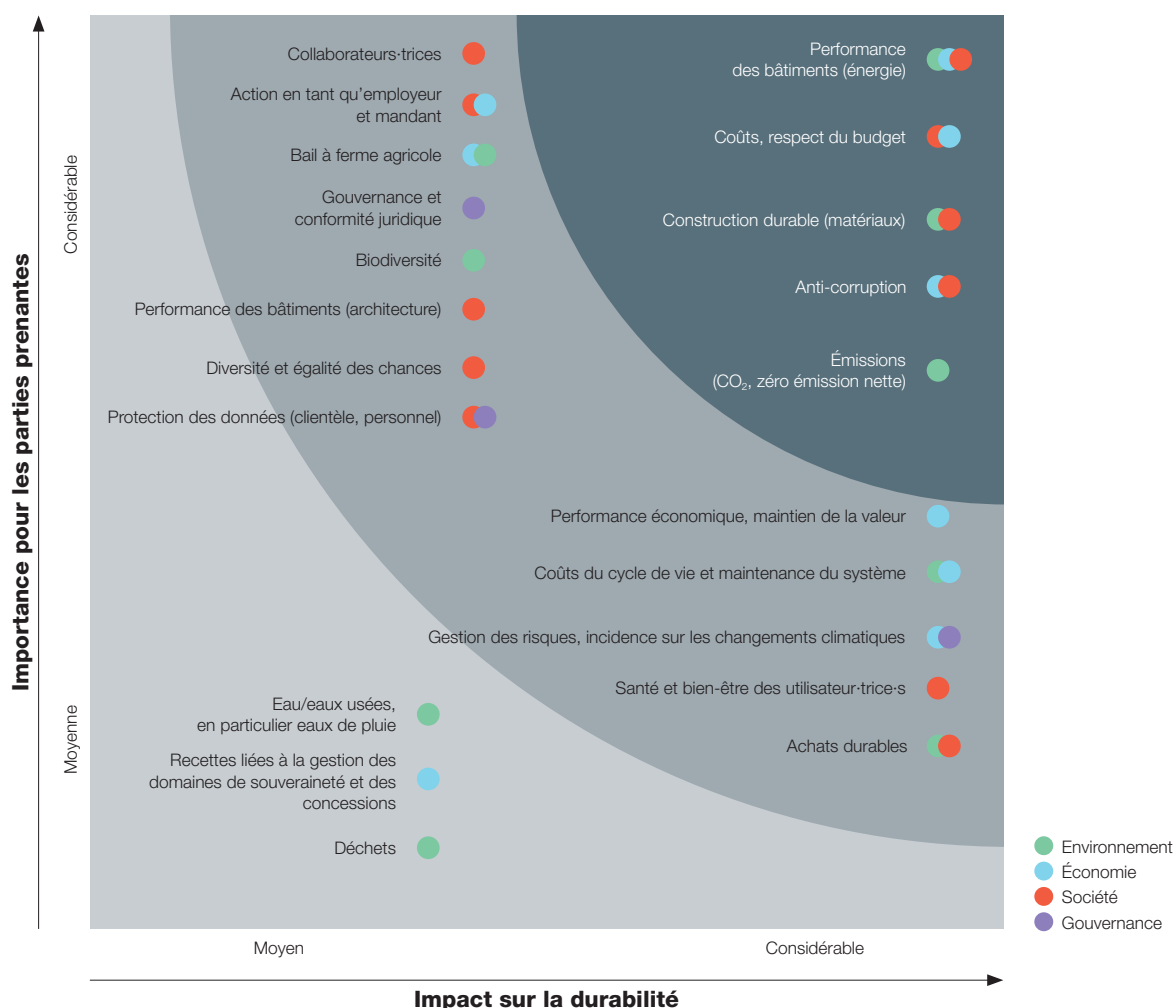 Importance pour les parties prenantes
Considérable
Moyenne
Collaborateurs·trices
Action en tant qu'employeur
et mandant
Bail à ferme agricole
Gouvernance et
conformité juridique
Biodiversité
Performance des bâtiments (architecture)
Diversité et égalité des chances
Protection des données (clientèle, personnel)
Performance
des bâtiments (énergie)
Coûts, respect du budget
Construction durable (matériaux)
Anti-corruption
Émissions
(CO₂, zéro émission nette)
Performance économique, maintien de la valeur
Coûts du cycle de vie et maintenance du système
Gestion des risques, incidence sur les changements climatiques
Santé et bien-être des utilisateur·trice·s
Achats durables
Eau/eaux usées,
en particulier eaux de pluie
Recettes liées à la gestion des
domaines de souveraineté et des
concessions
Déchets
Environnement
Économie
Société
Gouvernance
Moyen
Considérable
Impact sur la durabilité